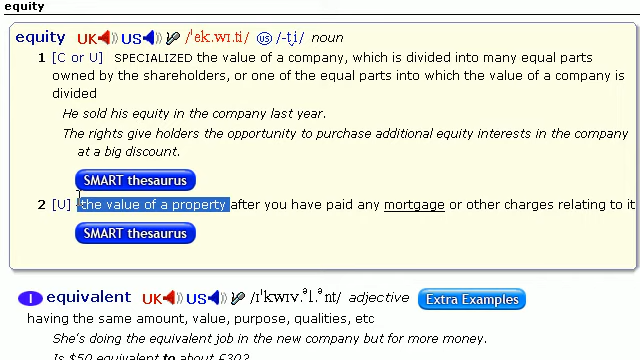 equity
equity UK US /ˈek.wɪ.ti/ US /-t̬i/ noun
1 [C or U] SPECIALIZED the value of a company, which is divided into many equal parts
owned by the shareholders, or one of the equal parts into which the value of a company is
divided
He sold his equity in the company last year.
The rights give holders the opportunity to purchase additional equity interests in the company
at a big discount.
SMART thesaurus
2 [U] the value of a property after you have paid any mortgage or other charges relating to it
SMART thesaurus
I equivalent UK US /ɪˈkwɪv.ᵊl.ᵊnt/ adjective Extra Examples
having the same amount, value, purpose, qualities, etc
She's doing the equivalent job in the new company but for more money.
Is $50 equivalent to about £30?